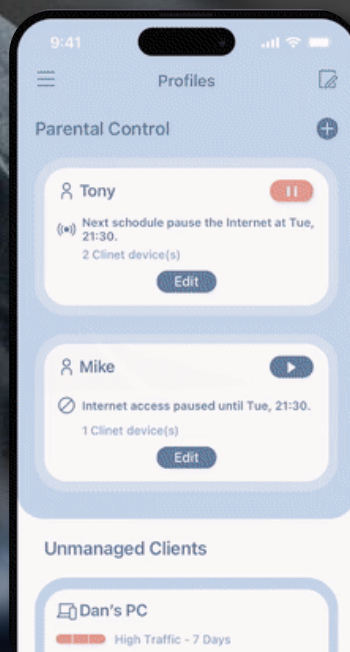 9:41
Profiles
Parental Control
Tony
Next schodule pause the Internet at Tue,
21:30.
2 Clinet device(s)
Edit
Mike
Internet access paused until Tue, 21:30.
1 Clinet device(s)
Edit
Unmanaged Clients
Dan's PC
High Traffic - 7 Days